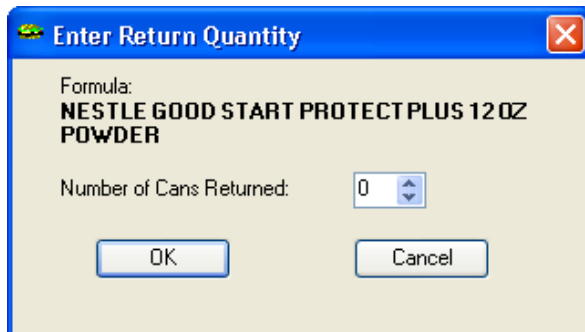 Enter Return Quantity
Formula:
NESTLE GOOD START PROTECT PLUS 12 OZ
POWDER
Number of Cans Returned: 0
OK Cancel